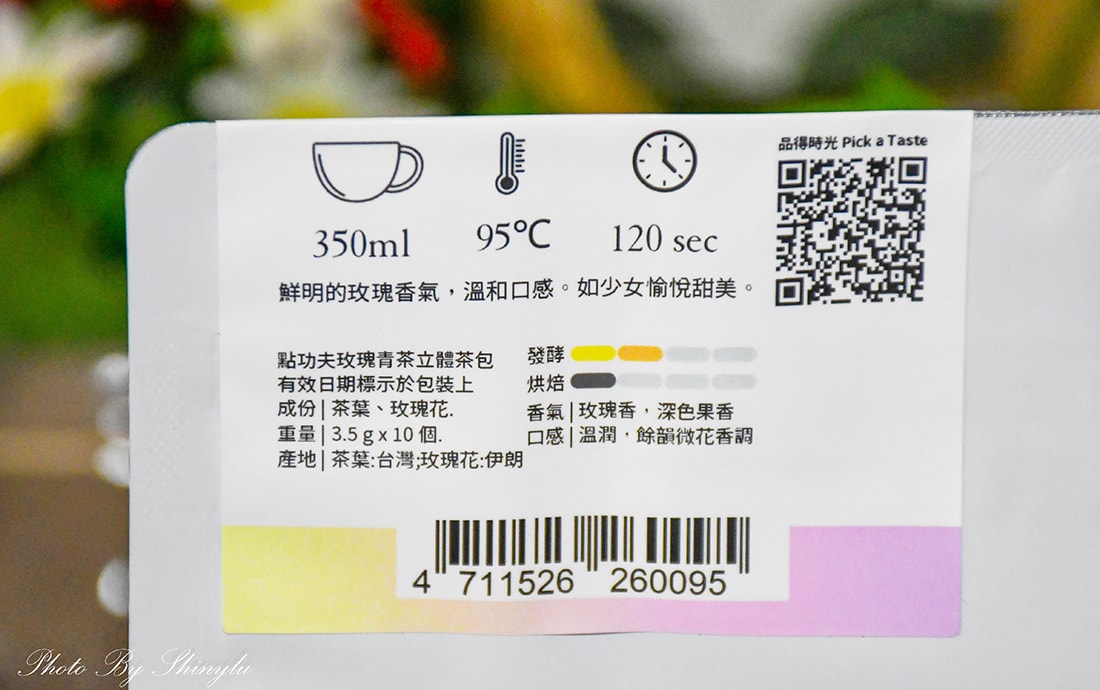 品得時光 Pick a Taste
350ml
95℃
120 sec
鮮明的玫瑰香氣，溫和口感。如少女愉悅甜美。
點功夫玫瑰青茶立體茶包
有效日期標示於包裝上
成份 | 茶葉、玫瑰花.
重量 | 3.5 g x 10 個.
產地 | 茶葉:台灣;玫瑰花:伊朗
發酵
烘焙
香氣 | 玫瑰香，深色果香
口感 | 溫潤，餘韻微花香調
4 711526 260095
Photo By Shinylu